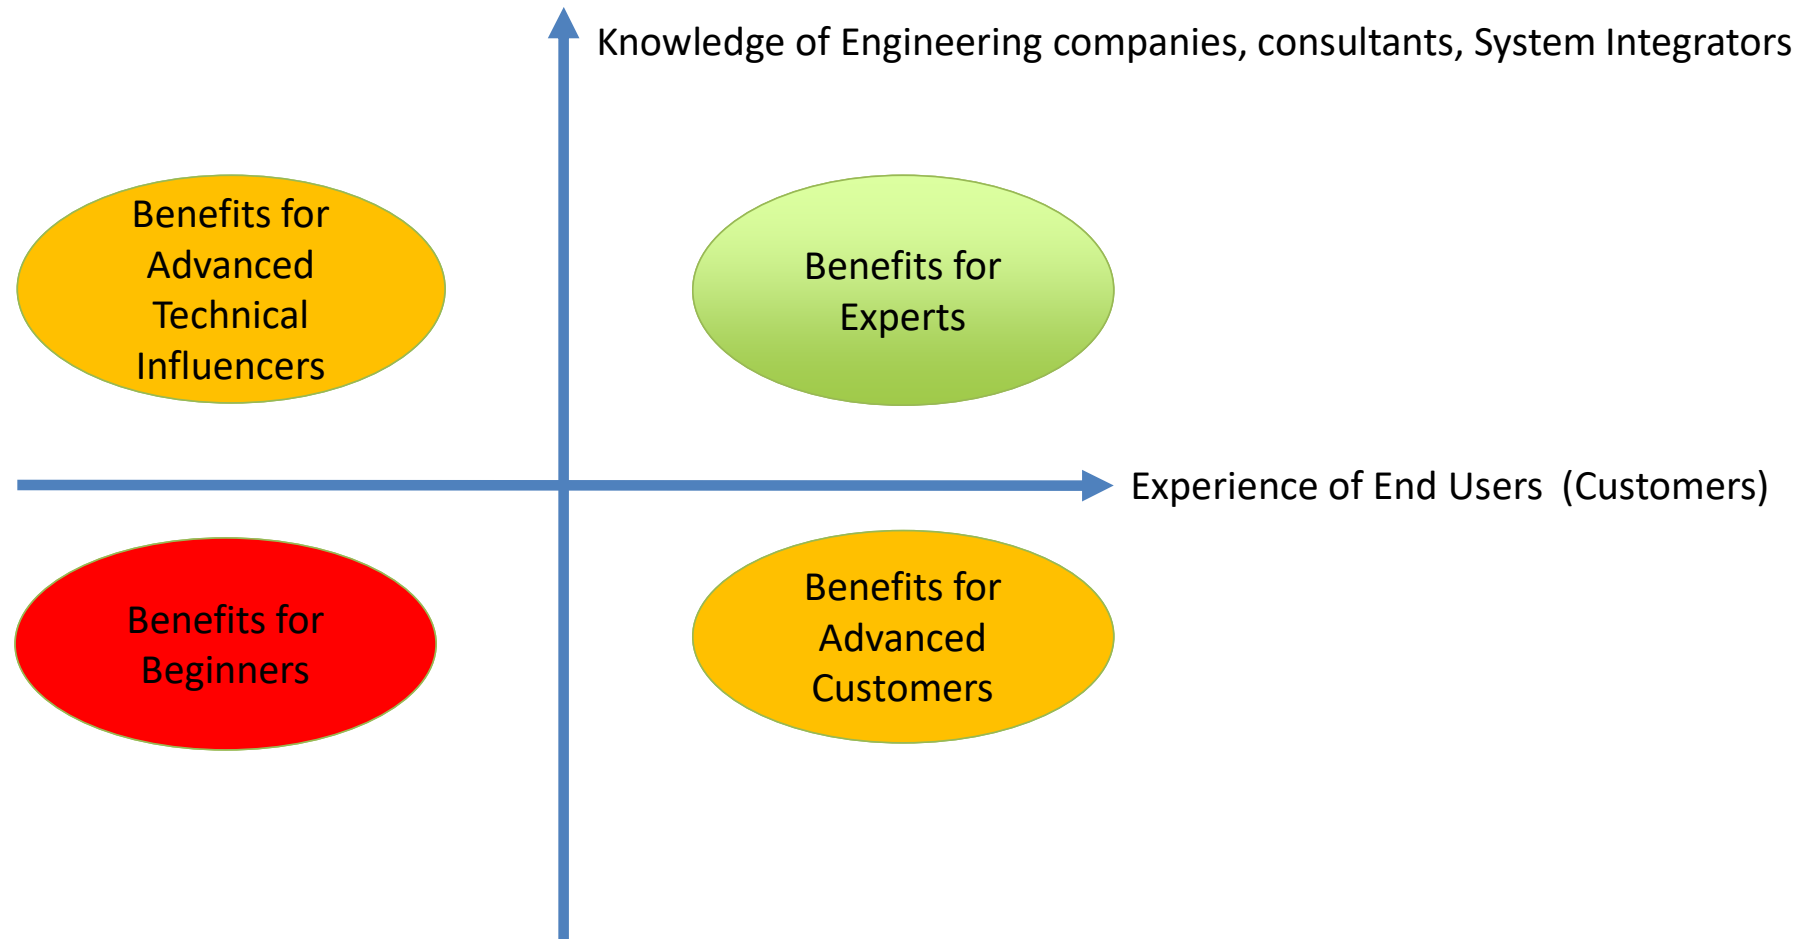 Knowledge of Engineering companies, consultants, System Integrators
Benefits for
Advanced
Technical
Influencers
Benefits for
Experts
Experience of End Users  (Customers)
Benefits for
Beginners
Benefits for
Advanced
Customers